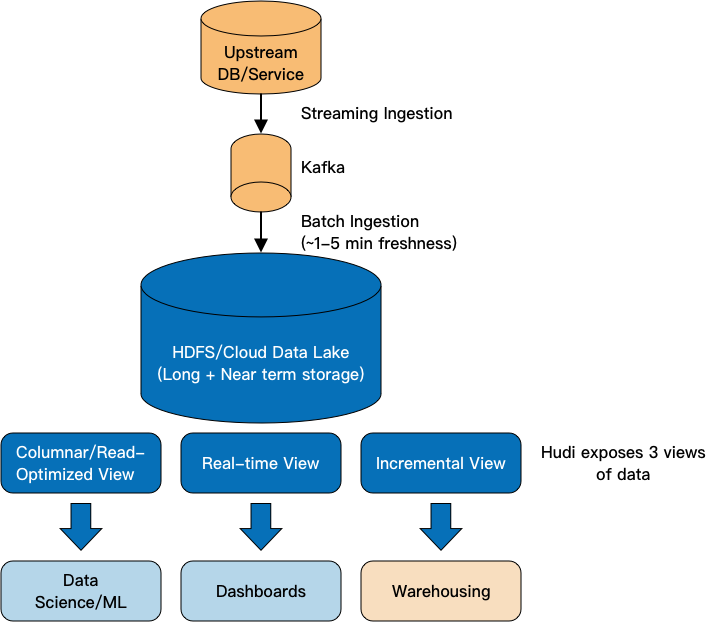 Upstream
DB/Service
Streaming Ingestion
Kafka
Batch Ingestion
(~1–5 min freshness)
HDFS/Cloud Data Lake
(Long + Near term storage)
Columnar/Read–
Optimized View
Real–time View
Incremental View
Hudi exposes 3 views
of data
Data
Science/ML
Dashboards
Warehousing